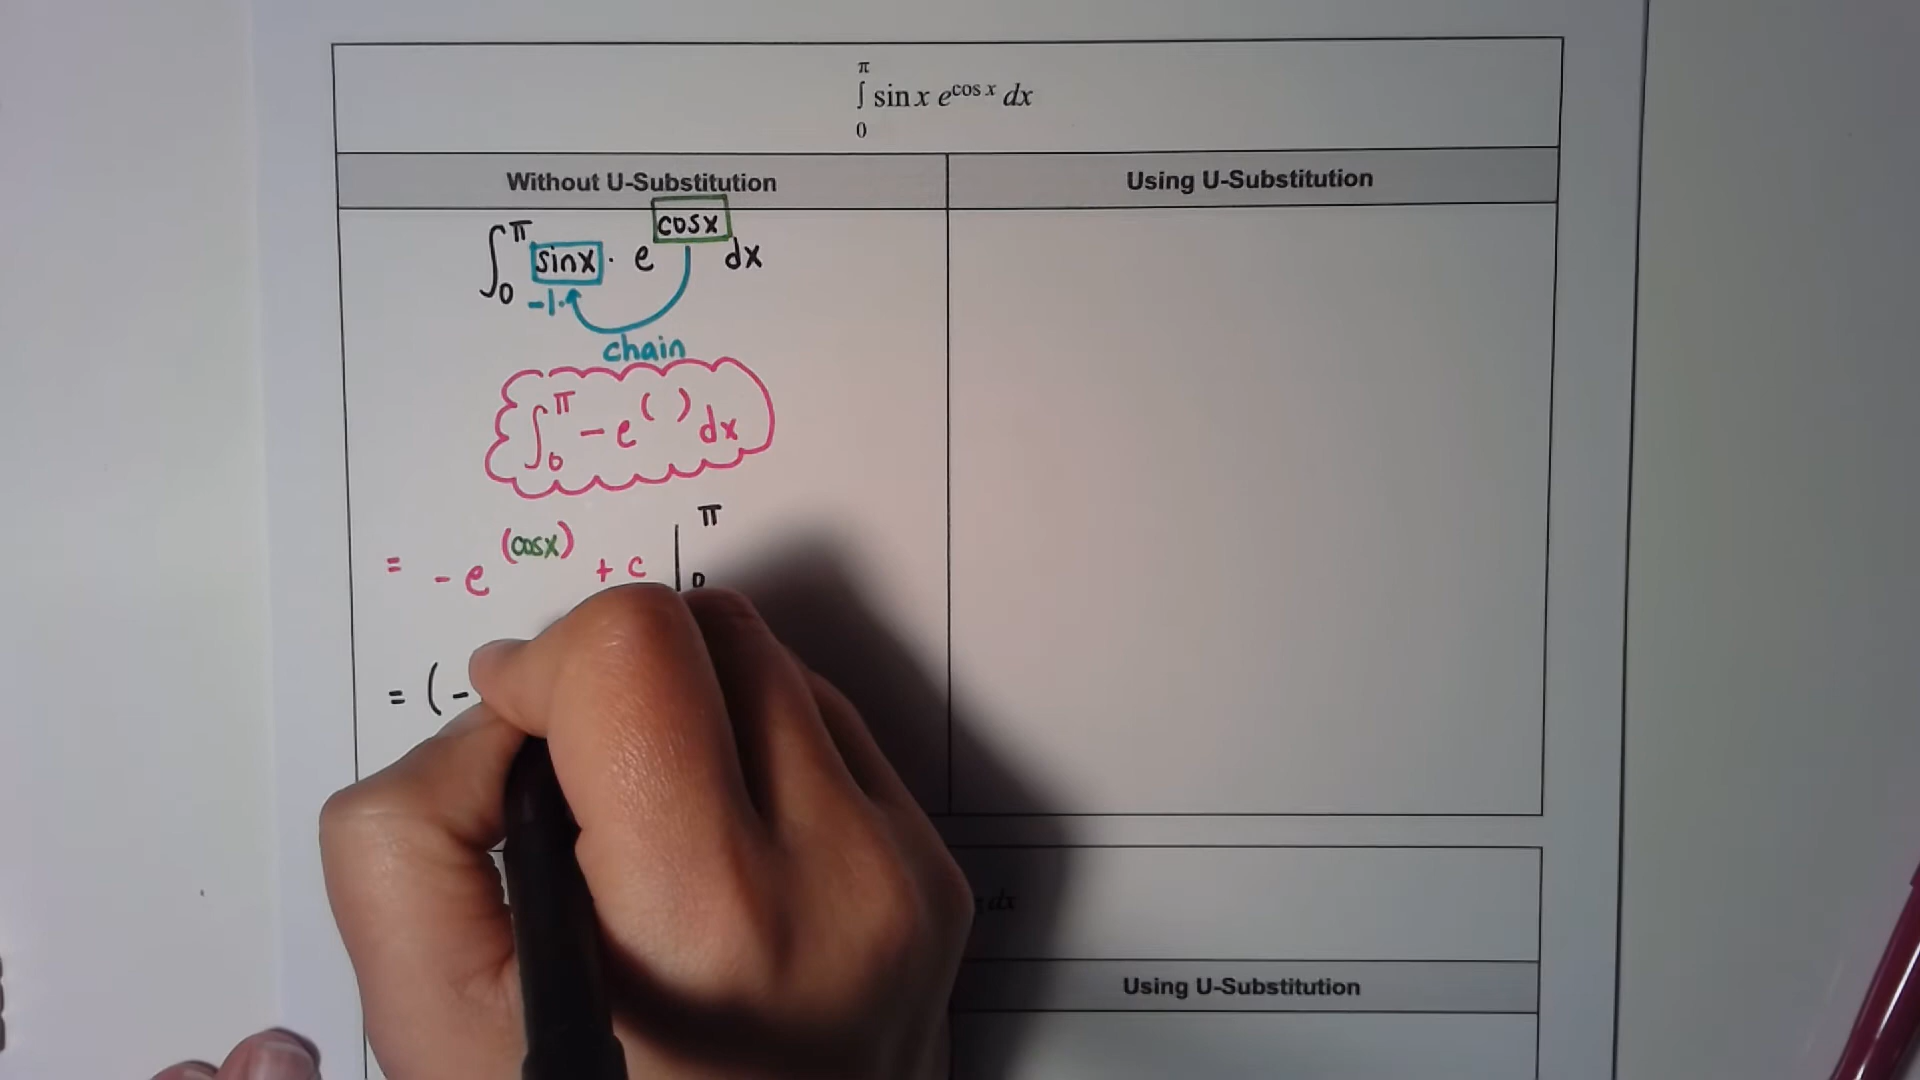 ∫₀^π sin x e^(cos x) dx
Without U-Substitution
Using U-Substitution
∫₀^π sinx · e^cosx dx
-1·
chain
∫₀^π -e^( ) dx
= -e^(cosx) + c |₀^π
= (-
dx
Using U-Substitution